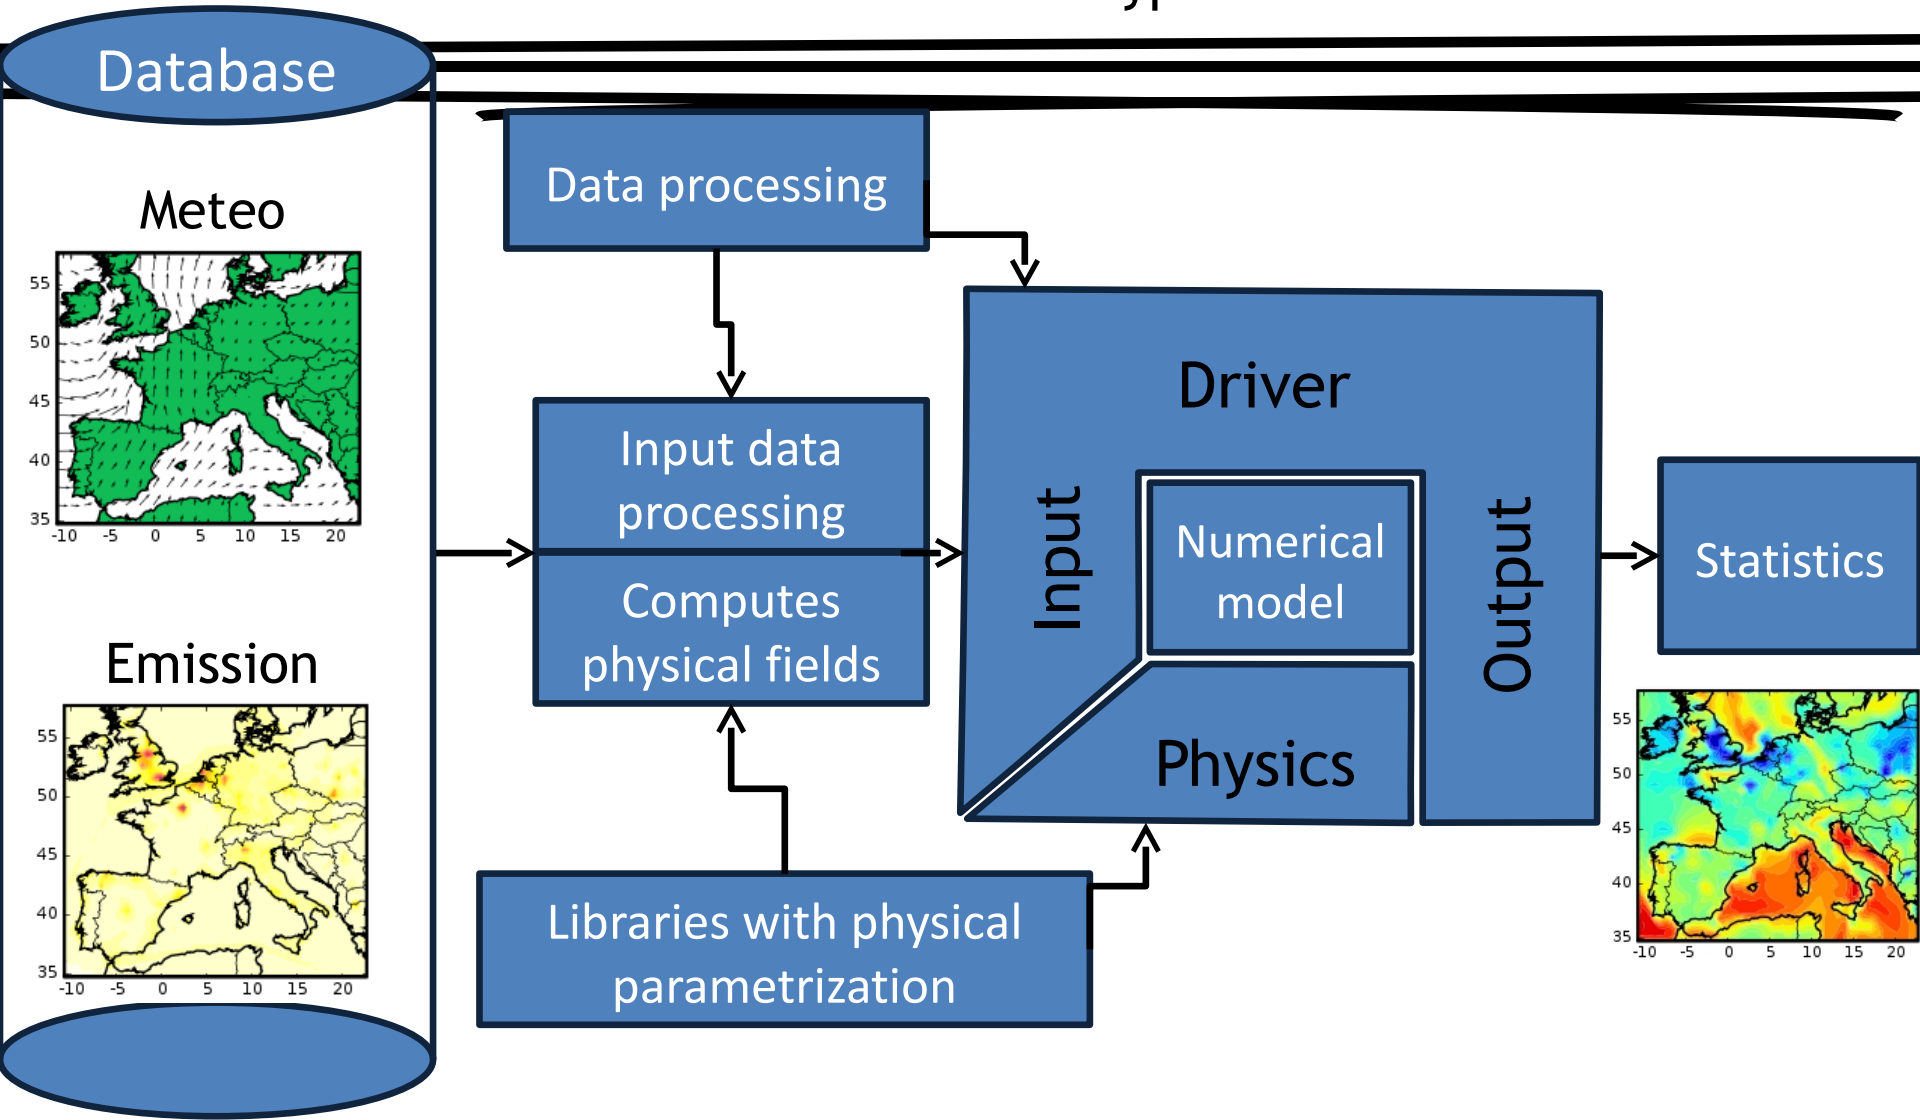 Database
Meteo
55
50
45
40
35
-10 -5 0 5 10 15 20
Emission
55
50
45
40
35
-10 -5 0 5 10 15 20
Data processing
Input data
processing
Computes
physical fields
Libraries with physical
parametrization
Driver
Input
Numerical
model
Output
Physics
Statistics
55
50
45
40
35
-10 -5 0 5 10 15 20